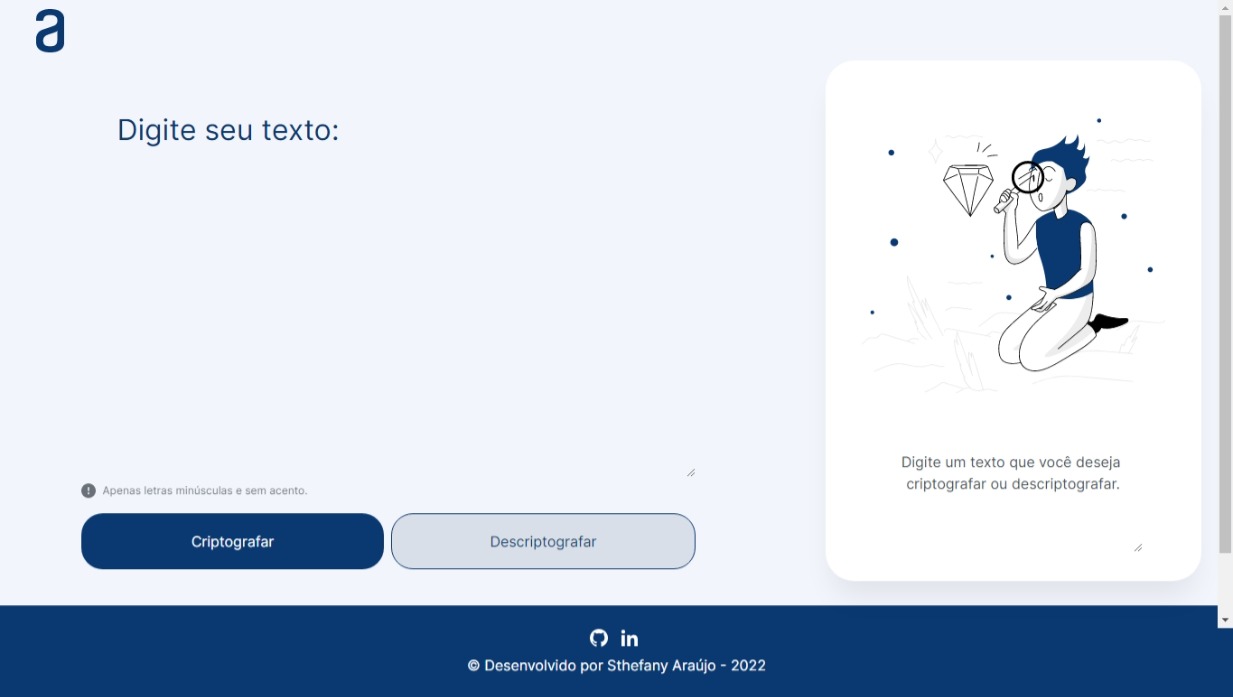 a
Digite seu texto:
Digite um texto que você deseja
criptografar ou descriptografar.
Apenas letras minúsculas e sem acento.
Criptografar
Descriptografar
in
© Desenvolvido por Sthefany Araújo - 2022